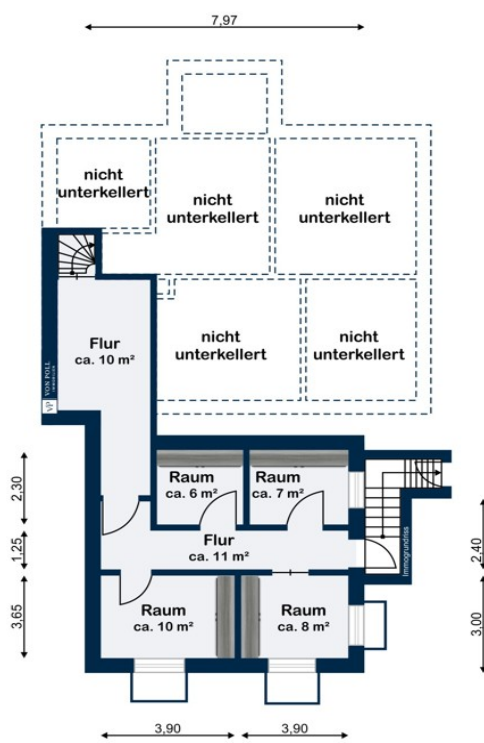 7,97
nicht
unterkellert
nicht
unterkellert
nicht
unterkellert
nicht
unterkellert
nicht
unterkellert
Flur
ca. 10 m²
VON POLL
IMMOBILIEN
VP
Raum
ca. 6 m²
Raum
ca. 7 m²
Flur
ca. 11 m²
Raum
ca. 10 m²
Raum
ca. 8 m²
Immogrundriss
2,30
1,25
3,65
2,40
3,00
3,90
3,90